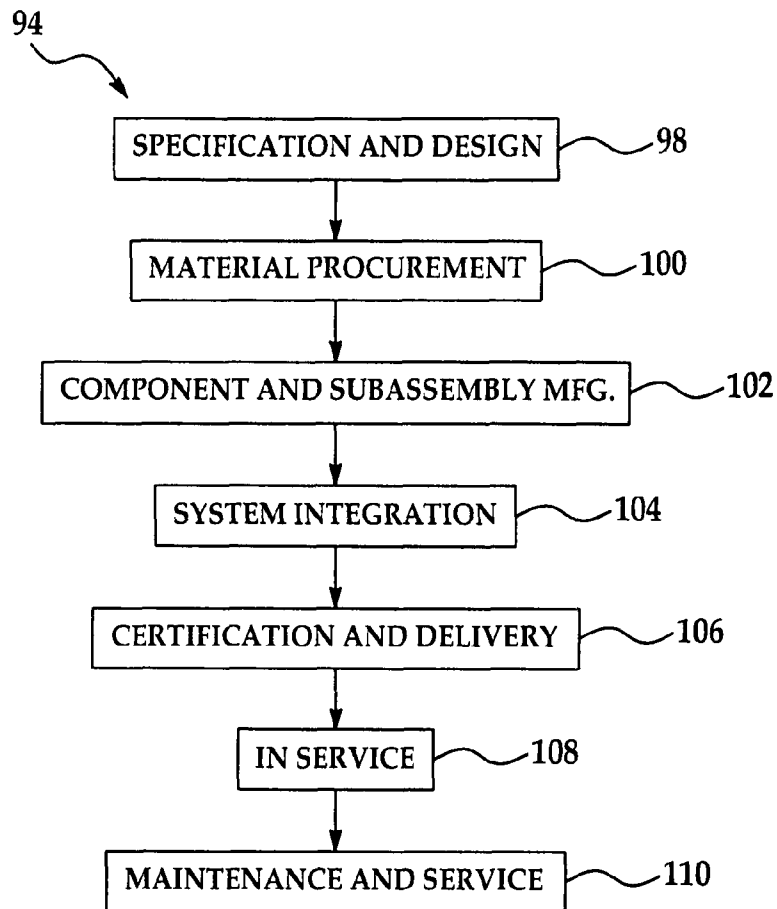 94
SPECIFICATION AND DESIGN 98
MATERIAL PROCUREMENT 100
COMPONENT AND SUBASSEMBLY MFG. 102
SYSTEM INTEGRATION 104
CERTIFICATION AND DELIVERY 106
IN SERVICE 108
MAINTENANCE AND SERVICE 110